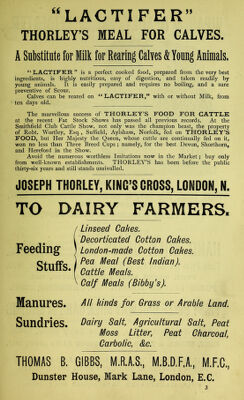 "LACTIFER"
THORLEY'S MEAL FOR CALVES.
A Substitute for Milk for Rearing Calves & Young Animals.
"LACTIFER" is a perfect cooked food, prepared from the very best
ingredients, is highly nutritious, easy of digestion, and taken readily by
young animals. It is easily prepared and requires no boiling, and a sure
preventive of Scour.
Calves can be reared on "LACTIFER," with or without Milk, from
ten days old.
The marvellous success of THORLEY'S FOOD FOR CATTLE
at the recent Fat Stock Shows has passed all previous records. At the
Smithfield Club Cattle Show, not only was the champion beast, the property
of Robt. Wortley, Esq., Suffield, Aylsham, Norfolk, fed on THORLEY'S
FOOD, but Her Majesty the Queen, whose cattle are continually fed on it,
won no less than Three Breed Cups; namely, for the best Devon, Shorthorn,
and Hereford in the Show.
Avoid the numerous worthless Imitations now in the Market; buy only
from well-known establishments. THORLEY'S has been before the public
thirty-six years and still stands unrivalled.
JOSEPH THORLEY, KING'S CROSS, LONDON, N.
TO DAIRY FARMERS.
Feeding Stuffs.
Linseed Cakes.
Decorticated Cotton Cakes.
London-made Cotton Cakes.
Pea Meal (Best Indian).
Cattle Meals.
Calf Meals (Bibby's).
Manures. All kinds for Grass or Arable Land.
Sundries. Dairy Salt, Agricultural Salt, Peat
Moss Litter, Peat Charcoal,
Carbolic, &c.
THOMAS B. GIBBS, M.R.A.S., M.B.D.F.A., M.F.C.,
Dunster House, Mark Lane, London, E.C.
3